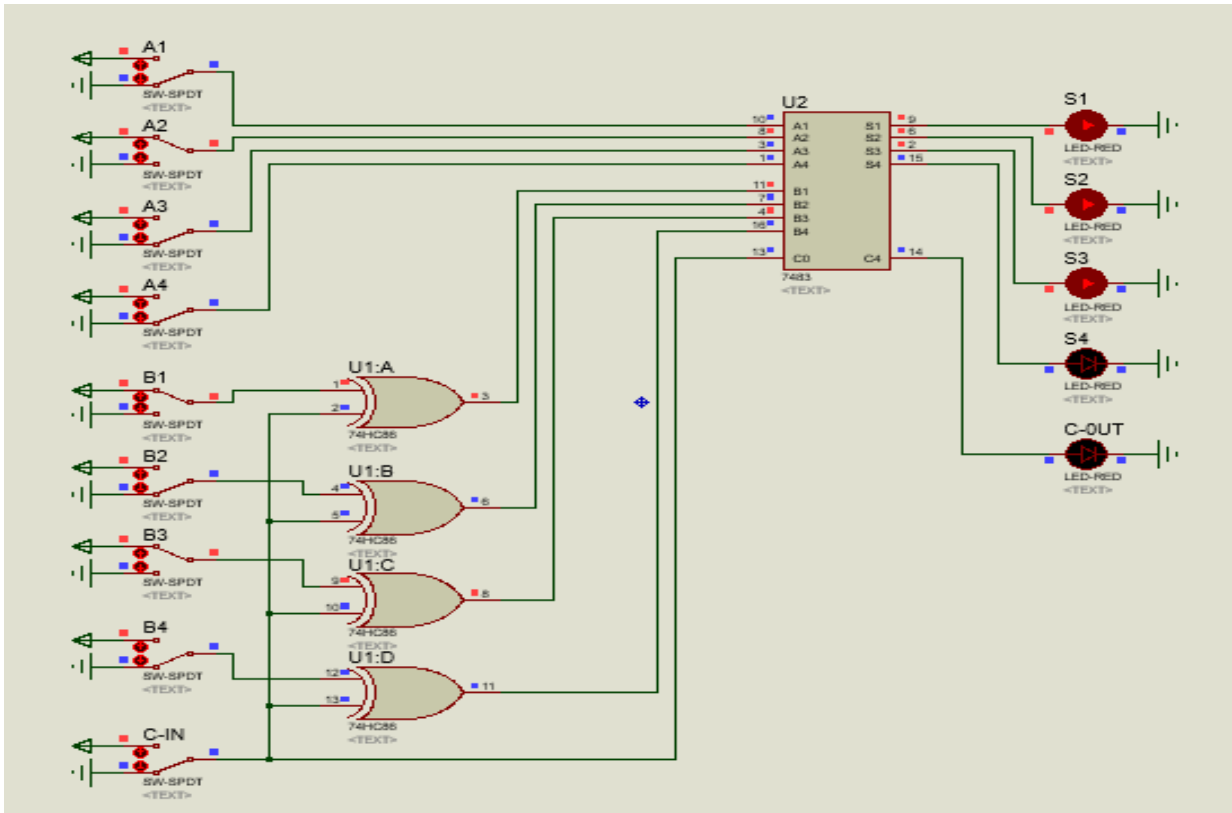 A1
SW-SPDT
<TEXT>
A2
SW-SPDT
<TEXT>
A3
SW-SPDT
<TEXT>
A4
SW-SPDT
<TEXT>
B1
SW-SPDT
<TEXT>
B2
SW-SPDT
<TEXT>
B3
SW-SPDT
<TEXT>
B4
SW-SPDT
<TEXT>
C-IN
SW-SPDT
<TEXT>
U1:A
1
2
3
74HC86
<TEXT>
U1:B
4
5
6
74HC86
<TEXT>
U1:C
9
10
8
74HC86
<TEXT>
U1:D
12
13
11
74HC86
<TEXT>
U2
10 A1 S1 9
8 A2 S2 6
3 A3 S3 2
1 A4 S4 15
11 B1
7 B2
4 B3
16 B4
13 C0 C4 14
7483
<TEXT>
S1
LED-RED
<TEXT>
S2
LED-RED
<TEXT>
S3
LED-RED
<TEXT>
S4
LED-RED
<TEXT>
C-0UT
LED-RED
<TEXT>